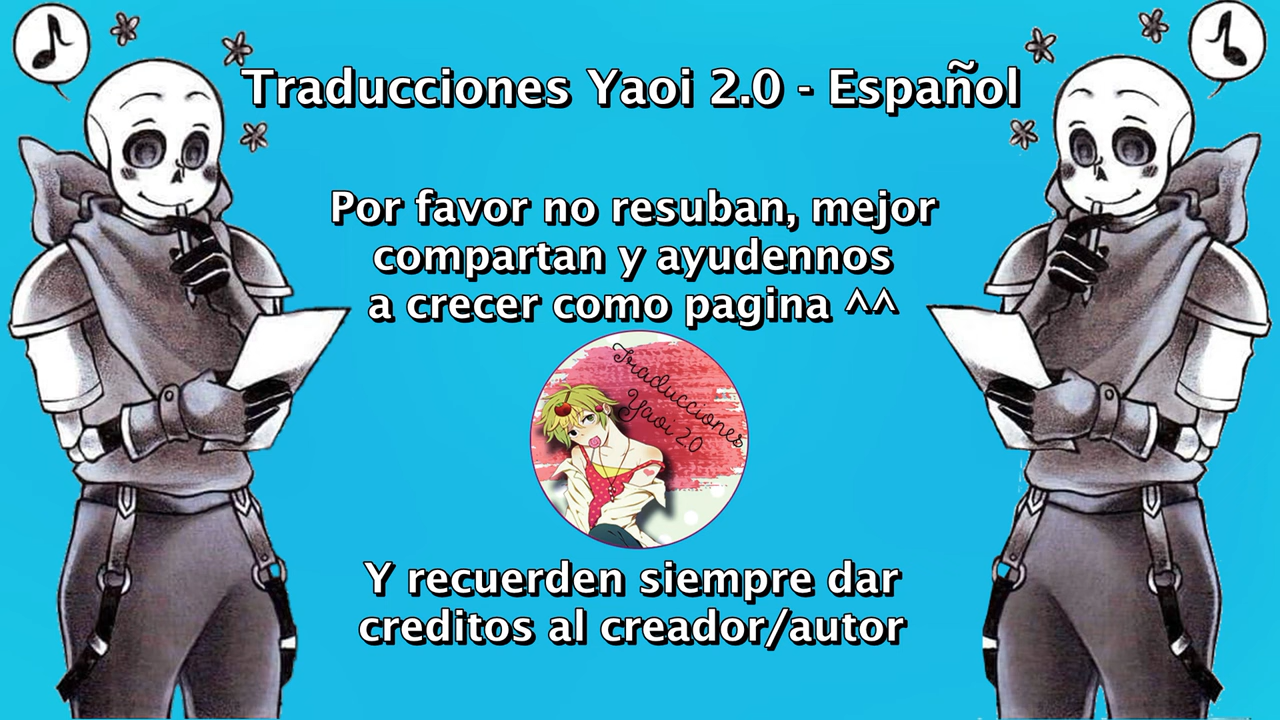 Traducciones Yaoi 2.0 - Español
Por favor no resuban, mejor
compartan y ayudennos
a crecer como pagina ^^
Traducciones
Yaoi 2.0
Y recuerden siempre dar
creditos al creador/autor